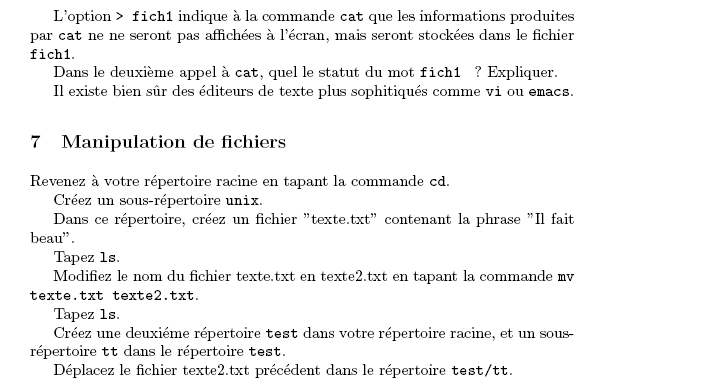 L'option > fich1 indique à la commande cat que les informations produites
par cat ne ne seront pas affichées à l'écran, mais seront stockées dans le fichier
fich1.
Dans le deuxième appel à cat, quel le statut du mot fich1 ? Expliquer.
Il existe bien sûr des éditeurs de texte plus sophitiqués comme vi ou emacs.
7 Manipulation de fichiers
Revenez à votre répertoire racine en tapant la commande cd.
Créez un sous-répertoire unix.
Dans ce répertoire, créez un fichier "texte.txt" contenant la phrase "Il fait
beau".
Tapez ls.
Modifiez le nom du fichier texte.txt en texte2.txt en tapant la commande mv
texte.txt texte2.txt.
Tapez ls.
Créez une deuxiéme répertoire test dans votre répertoire racine, et un sous-
répertoire tt dans le répertoire test.
Déplacez le fichier texte2.txt précédent dans le répertoire test/tt.